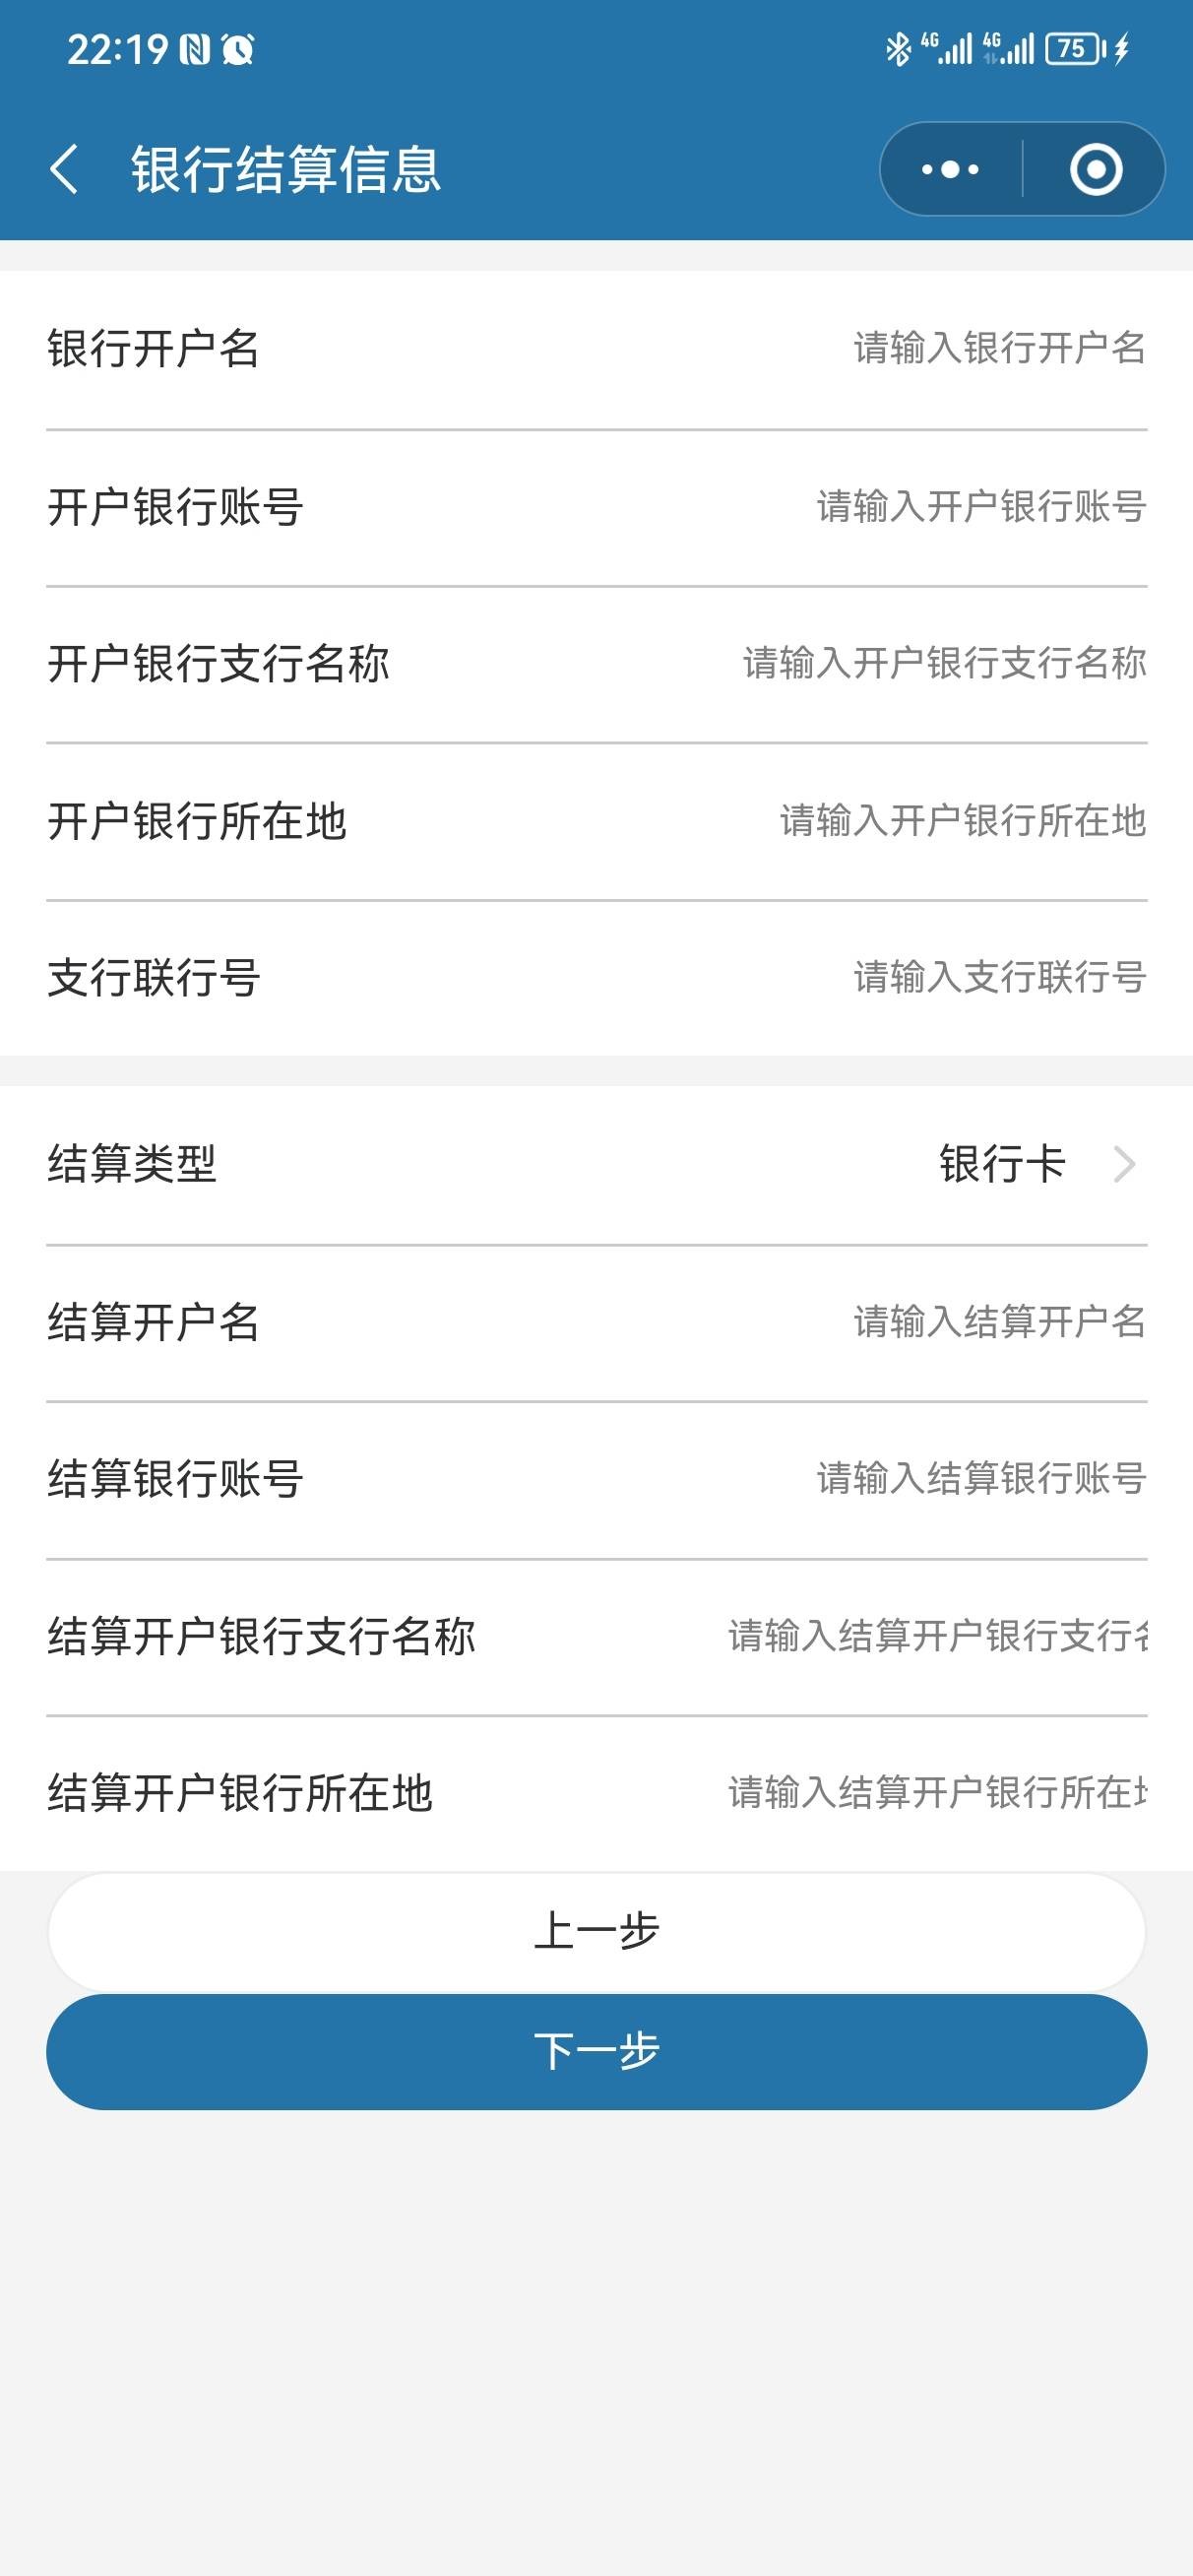 22:19 4G 4G 75
银行结算信息
银行开户名 请输入银行开户名
开户银行账号 请输入开户银行账号
开户银行支行名称 请输入开户银行支行名称
开户银行所在地 请输入开户银行所在地
支行联行号 请输入支行联行号
结算类型 银行卡
结算开户名 请输入结算开户名
结算银行账号 请输入结算银行账号
结算开户银行支行名称 请输入结算开户银行支行名
结算开户银行所在地 请输入结算开户银行所在地
上一步
下一步